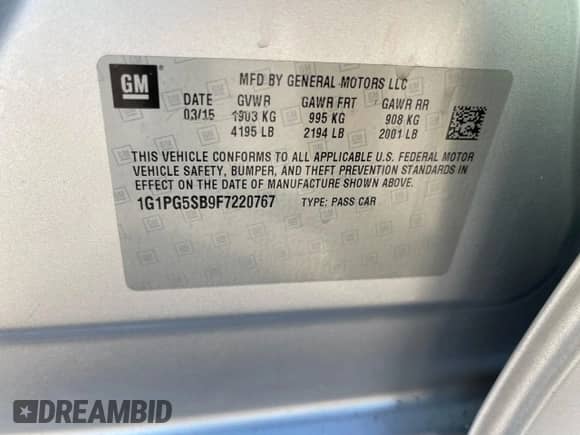 GM
MFD BY GENERAL MOTORS LLC
DATE GVWR GAWR FRT GAWR RR
03/15 1903 KG 995 KG 908 KG
4195 LB 2194 LB 2001 LB
THIS VEHICLE CONFORMS TO ALL APPLICABLE U.S. FEDERAL MOTOR
VEHICLE SAFETY, BUMPER, AND THEFT PREVENTION STANDARDS IN
EFFECT ON THE DATE OF MANUFACTURE SHOWN ABOVE.
1G1PG5SB9F7220767 TYPE: PASS CAR
DREAMBID